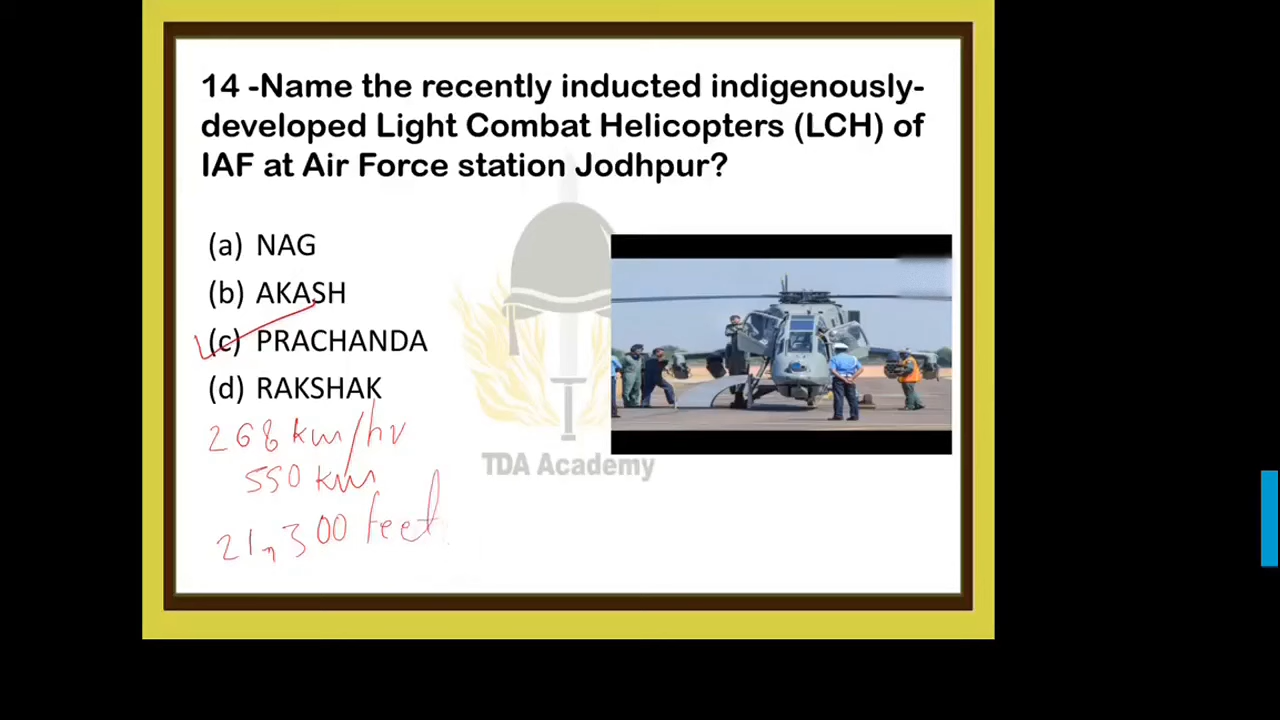 14 -Name the recently inducted indigenously-
developed Light Combat Helicopters (LCH) of
IAF at Air Force station Jodhpur?
(a) NAG
(b) AKASH
(c) PRACHANDA
(d) RAKSHAK
268 km/hr
550 km
21,300 feet
TDA Academy